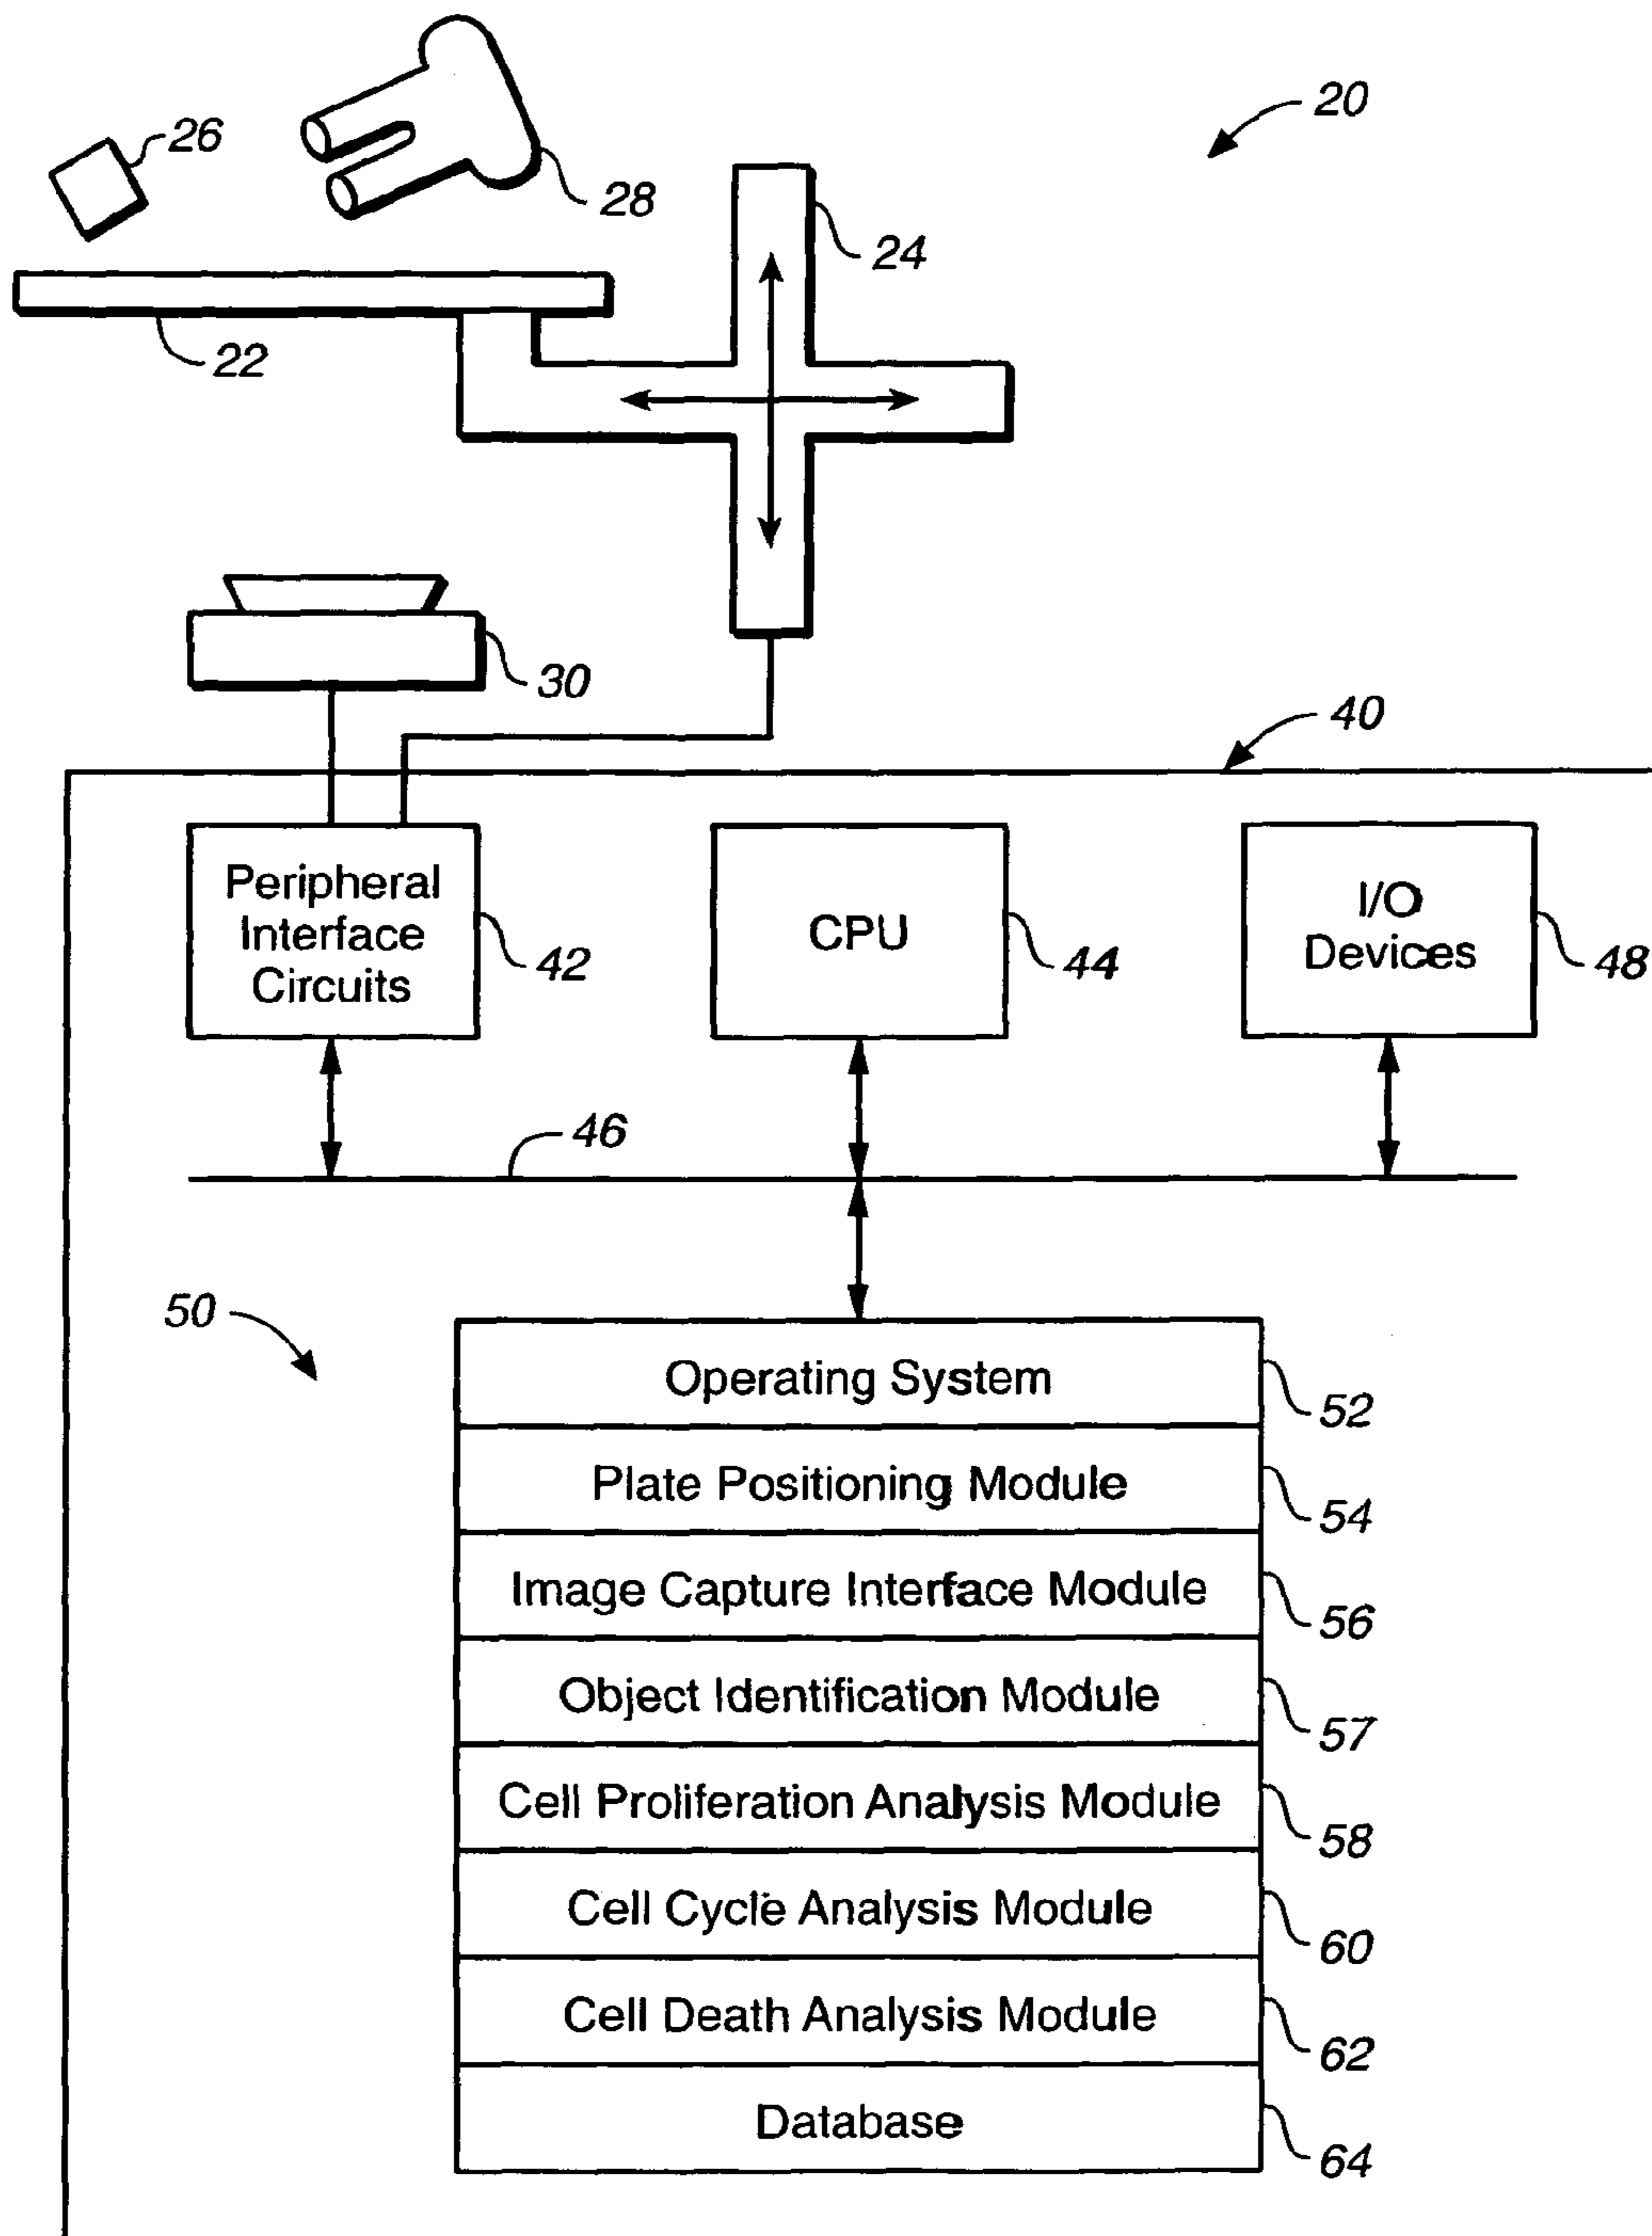 20
26
28
24
22
30
40
Peripheral
Interface
Circuits
42
CPU
44
I/O
Devices
48
46
50
Operating System
52
Plate Positioning Module
54
Image Capture Interface Module
56
Object Identification Module
57
Cell Proliferation Analysis Module
58
Cell Cycle Analysis Module
60
Cell Death Analysis Module
62
Database
64